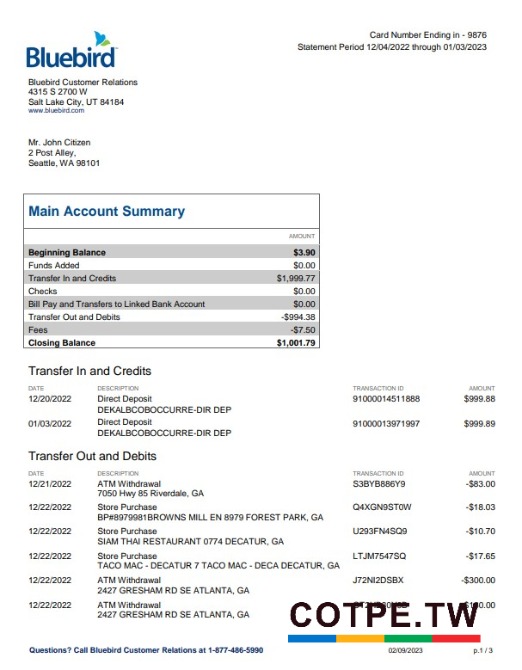 Bluebird
Card Number Ending in - 9876
Statement Period 12/04/2022 through 01/03/2023
Bluebird Customer Relations
4315 S 2700 W
Salt Lake City, UT 84184
www.bluebird.com
Mr. John Citizen
2 Post Alley,
Seattle, WA 98101
Main Account Summary
AMOUNT
Beginning Balance $3.90
Funds Added $0.00
Transfer In and Credits $1,999.77
Checks $0.00
Bill Pay and Transfers to Linked Bank Account $0.00
Transfer Out and Debits -$994.38
Fees -$7.50
Closing Balance $1,001.79
Transfer In and Credits
DATE DESCRIPTION TRANSACTION ID AMOUNT
12/20/2022 Direct Deposit 91000014511888 $999.88
DEKALBCOBOCCURRE-DIR DEP
01/03/2022 Direct Deposit 91000013971997 $999.89
DEKALBCOBOCCURRE-DIR DEP
Transfer Out and Debits
DATE DESCRIPTION TRANSACTION ID AMOUNT
12/21/2022 ATM Withdrawal S3BYB886Y9 -$83.00
7050 Hwy 85 Riverdale, GA
12/22/2022 Store Purchase Q4XGN9ST0W -$18.03
BP#8979981BROWNS MILL EN 8979 FOREST PARK, GA
12/22/2022 Store Purchase U293FN4SQ9 -$10.70
SIAM THAI RESTAURANT 0774 DECATUR, GA
12/22/2022 Store Purchase LTJM7547SQ -$17.65
TACO MAC - DECATUR 7 TACO MAC - DECA DECATUR, GA
12/22/2022 ATM Withdrawal J72NI2DSBX -$300.00
2427 GRESHAM RD SE ATLANTA, GA
12/22/2022 ATM Withdrawal
2427 GRESHAM RD SE ATLANTA, GA
COTPE.TW
Questions? Call Bluebird Customer Relations at 1-877-486-5990 02/09/2023 p.1 / 3